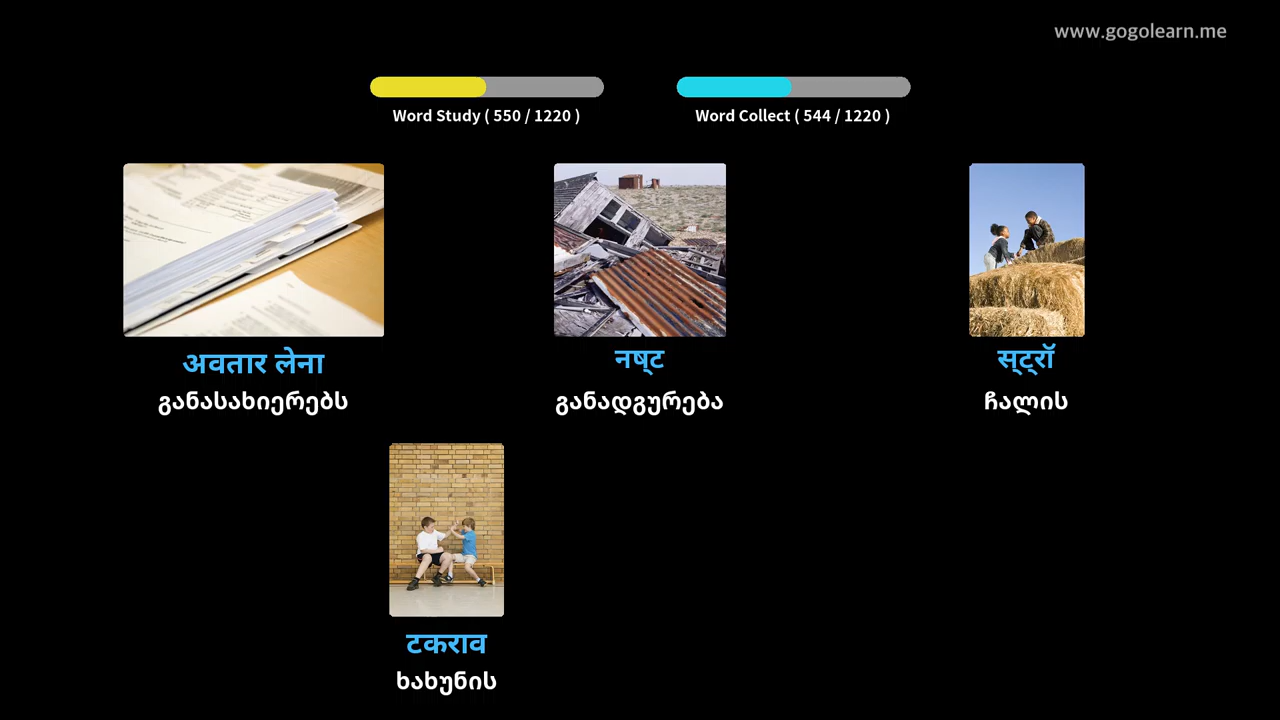 www.gogolearn.me
Word Study ( 550 / 1220 )
Word Collect ( 544 / 1220 )
अवतार लेना
განასახიერებს
नष्ट
განადგურება
स्ट्रॉ
ჩალის
टकराव
ხახუნის